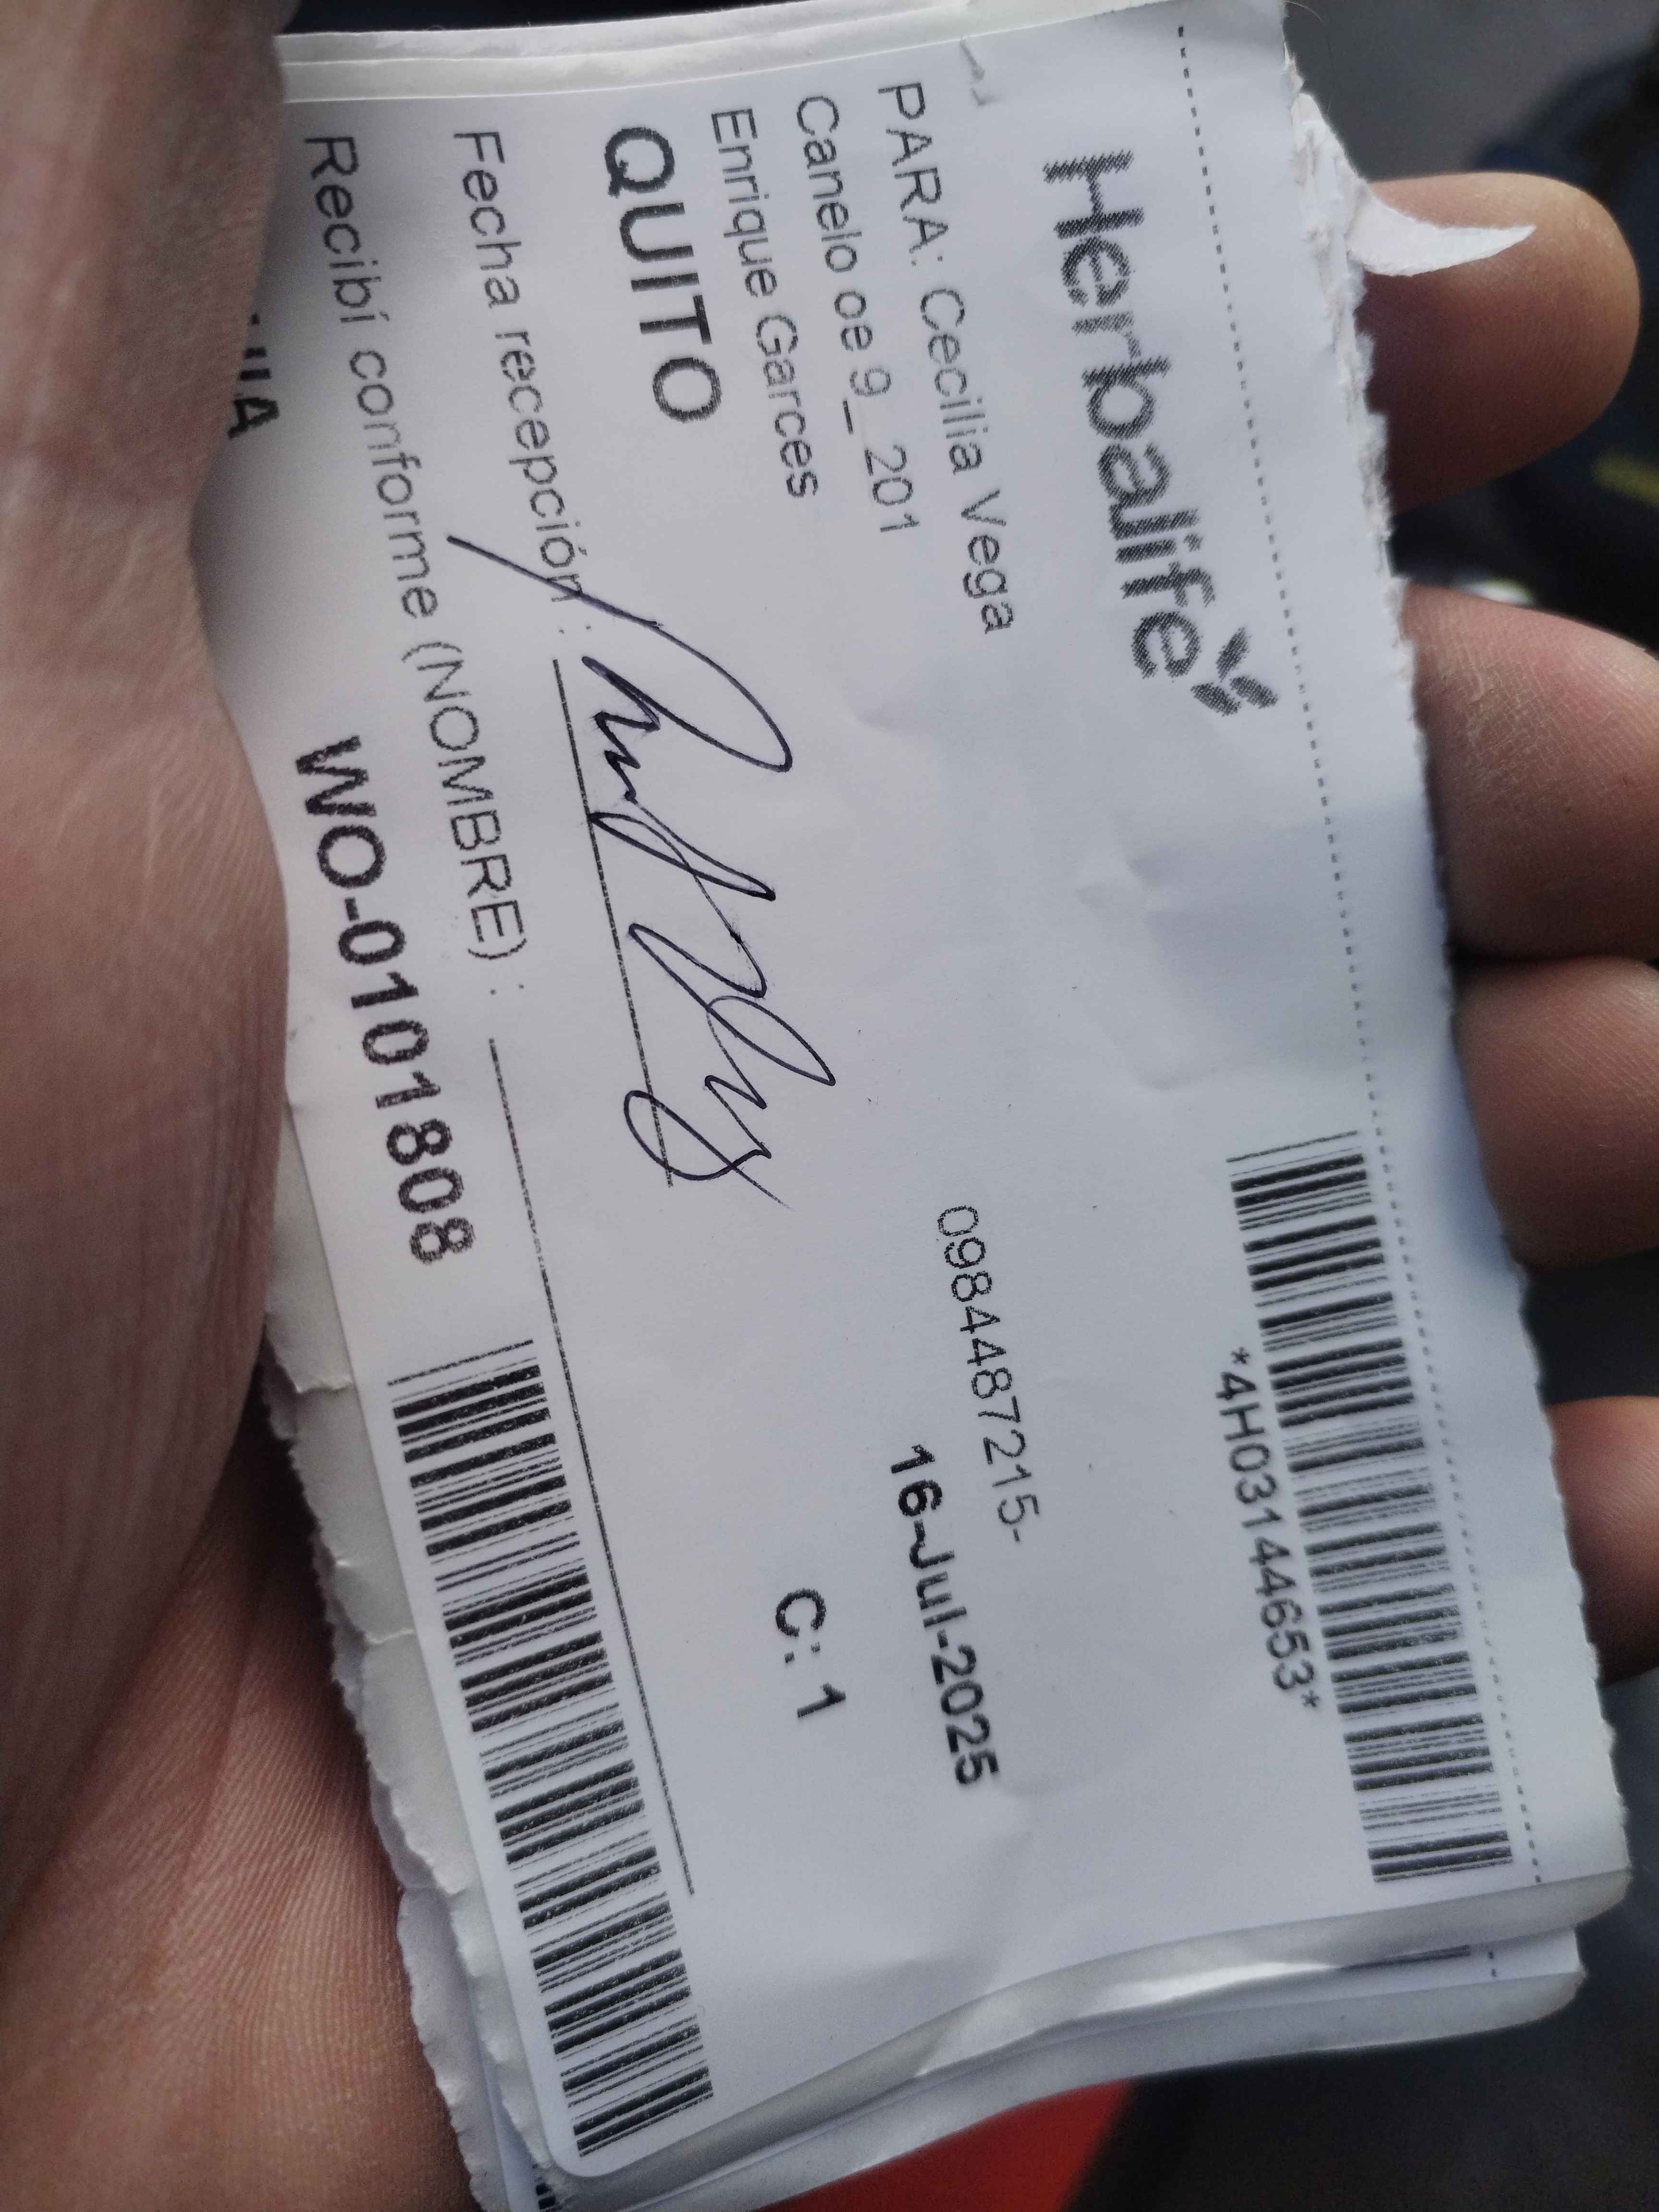 Herbalife
*4H03144653*
PARA: Cecilia Vega
0984487215-
Canelo oe 9_201
16-Jul-2025
Enrique Garces
QUITO
C: 1
Fecha recepción :
Recibí conforme (NOMBRE) :
WO-0101808